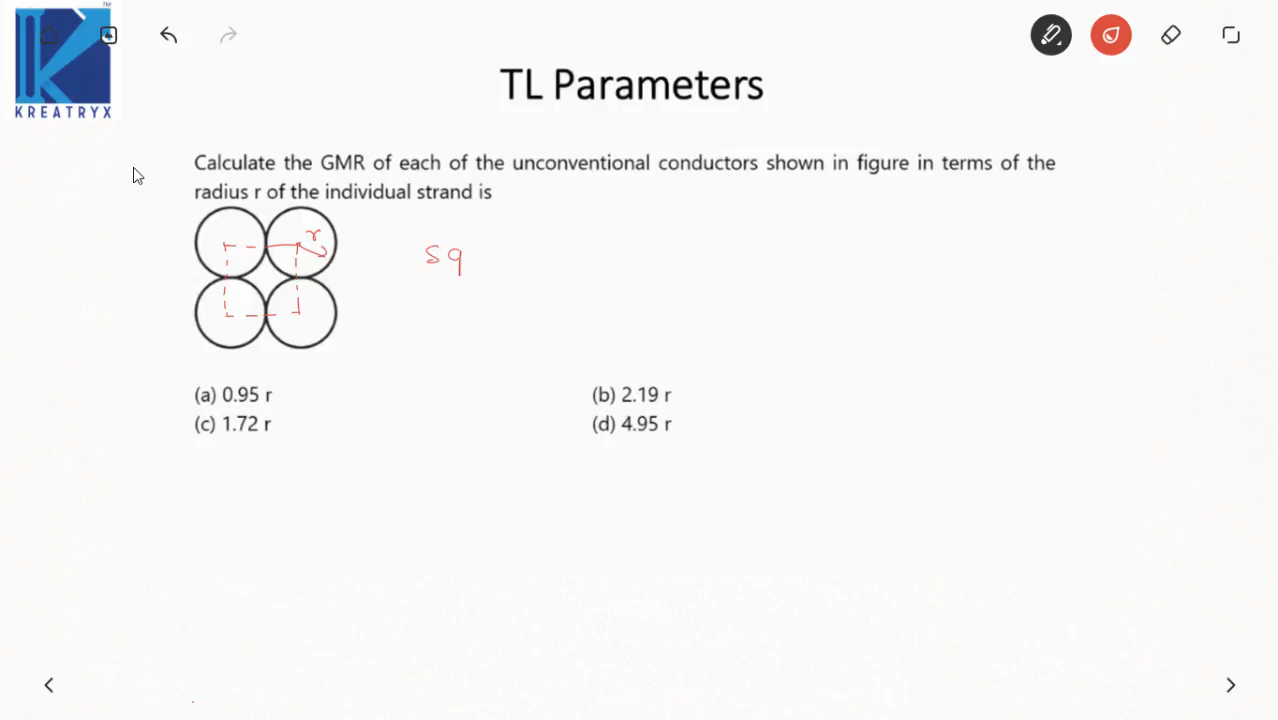 TM
KREATRYX
TL Parameters
Calculate the GMR of each of the unconventional conductors shown in figure in terms of the
radius r of the individual strand is
r
sq
(a) 0.95 r
(b) 2.19 r
(c) 1.72 r
(d) 4.95 r